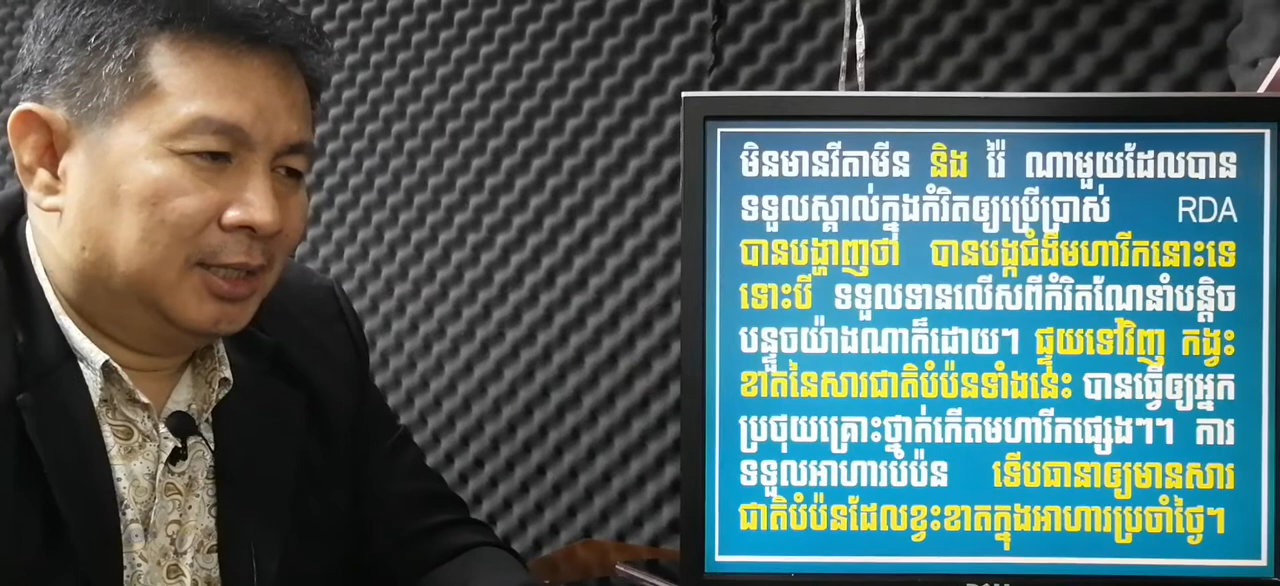 មិនមានវីតាមីន និង រ៉ៃ ណាមួយដែលបាន
ទទួលស្គាល់ក្នុងកំរិតឲ្យប្រើប្រាស់ RDA
បានបង្ហាញថា បានបង្កជំងឺមហារីកនោះទេ
ទោះបី ទទួលទានលើសពីកំរិតណែនាំបន្តិច
បន្តួចយ៉ាងណាក៏ដោយ។ ផ្ទុយទៅវិញ កង្វះ
ខាតនៃសារជាតិបំប៉នទាំងនេះ បានធ្វើឲ្យអ្នក
ប្រថុយគ្រោះថ្នាក់កើតមហារីកផ្សេងៗ។ ការ
ទទួលអាហារបំប៉ន ទើបធានាឲ្យមានសារ
ជាតិបំប៉នដែលខ្វះខាតក្នុងអាហារប្រចាំថ្ងៃ។